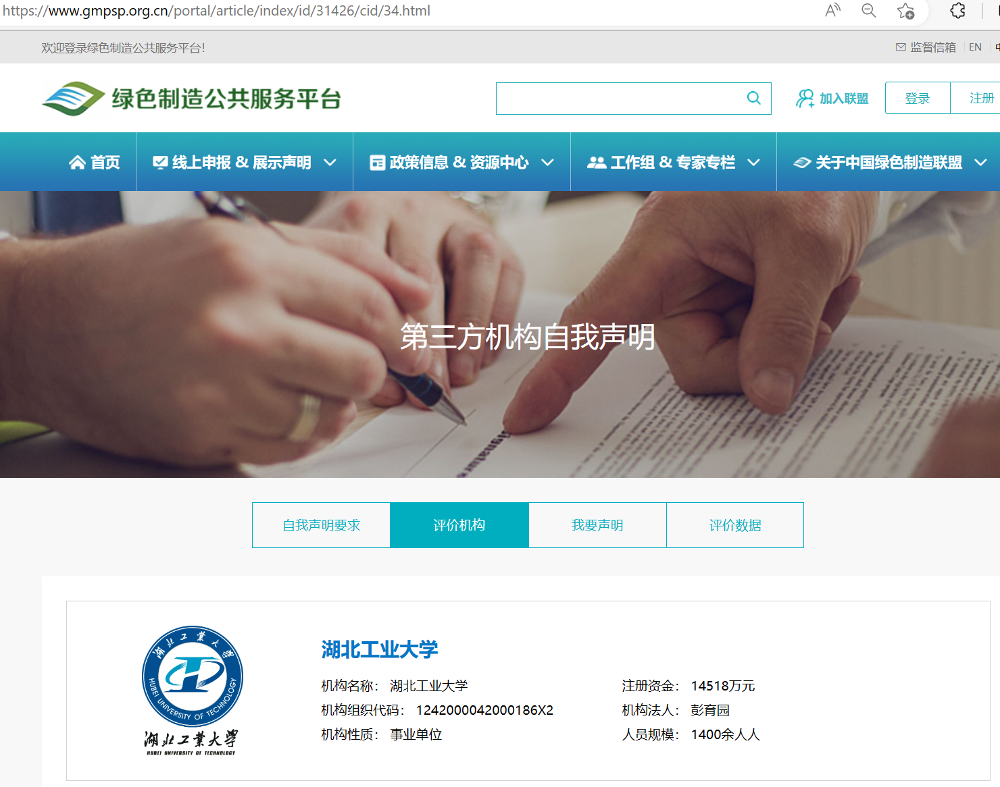 https://www.gmpsp.org.cn/portal/article/index/id/31426/cid/34.html
欢迎登录绿色制造公共服务平台!
监督信箱 EN
绿色制造公共服务平台
加入联盟
登录
注册
首页
线上申报 & 展示声明
政策信息 & 资源中心
工作组 & 专家专栏
关于中国绿色制造联盟
第三方机构自我声明
自我声明要求
评价机构
我要声明
评价数据
湖北工业大学
HUBEI UNIVERSITY OF TECHNOLOGY
湖北工業大學
HUBEI UNIVERSITY OF TECHNOLOGY
湖北工业大学
机构名称： 湖北工业大学
注册资金： 14518万元
机构组织代码： 1242000042000186X2
机构法人： 彭育园
机构性质： 事业单位
人员规模： 1400余人人